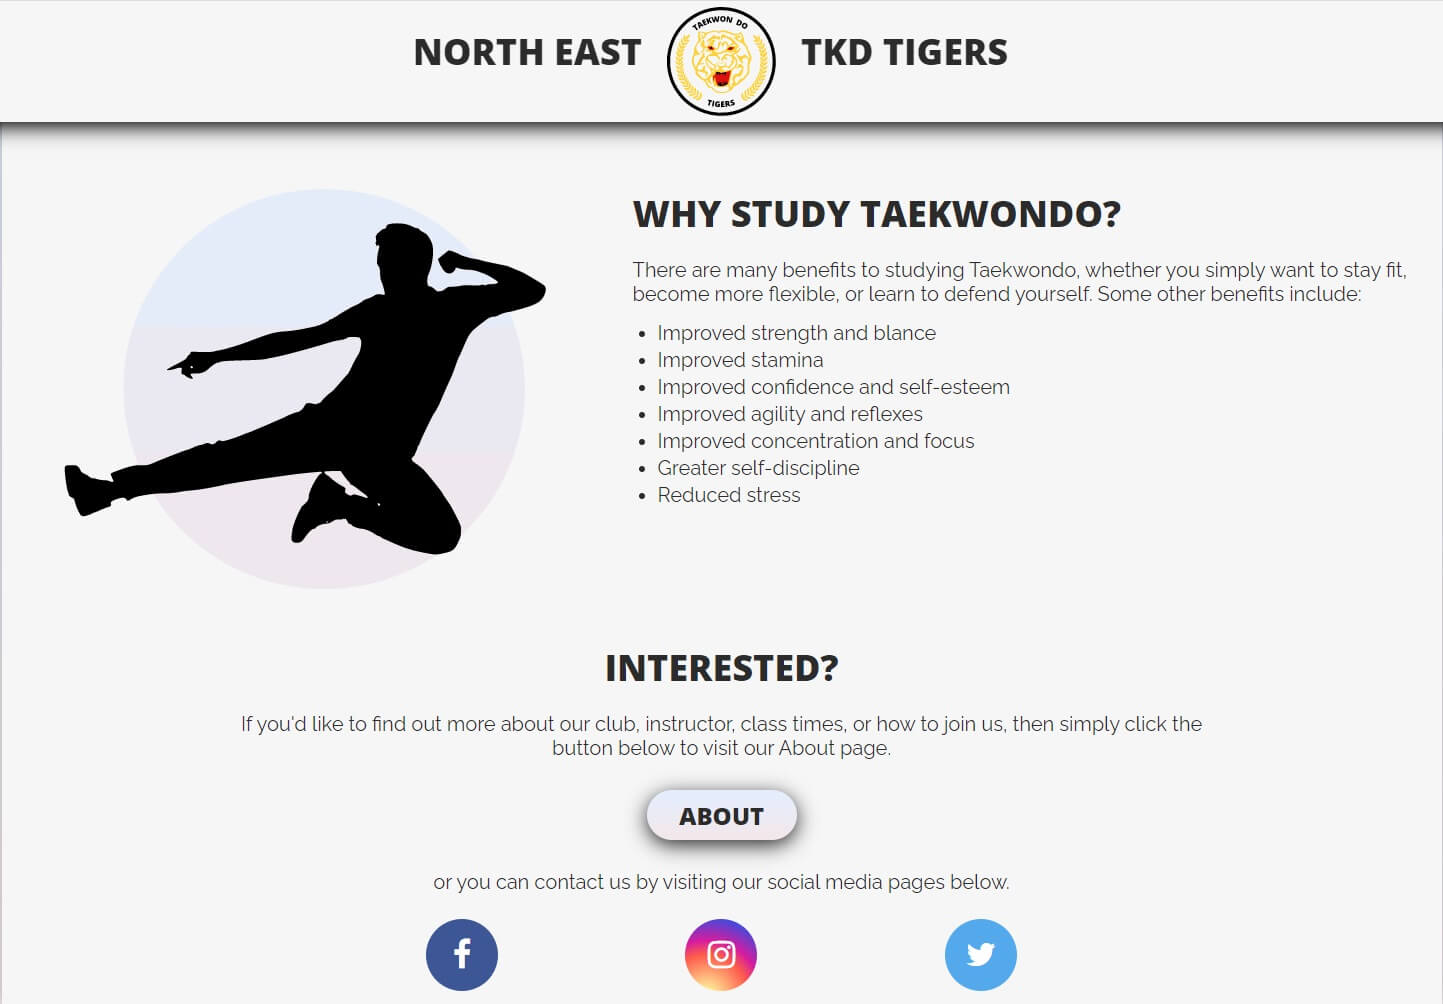 NORTH EAST
TAEKWON DO
TIGERS
TKD TIGERS
WHY STUDY TAEKWONDO?
There are many benefits to studying Taekwondo, whether you simply want to stay fit,
become more flexible, or learn to defend yourself. Some other benefits include:
• Improved strength and blance
• Improved stamina
• Improved confidence and self-esteem
• Improved agility and reflexes
• Improved concentration and focus
• Greater self-discipline
• Reduced stress
INTERESTED?
If you'd like to find out more about our club, instructor, class times, or how to join us, then simply click the
button below to visit our About page.
ABOUT
or you can contact us by visiting our social media pages below.